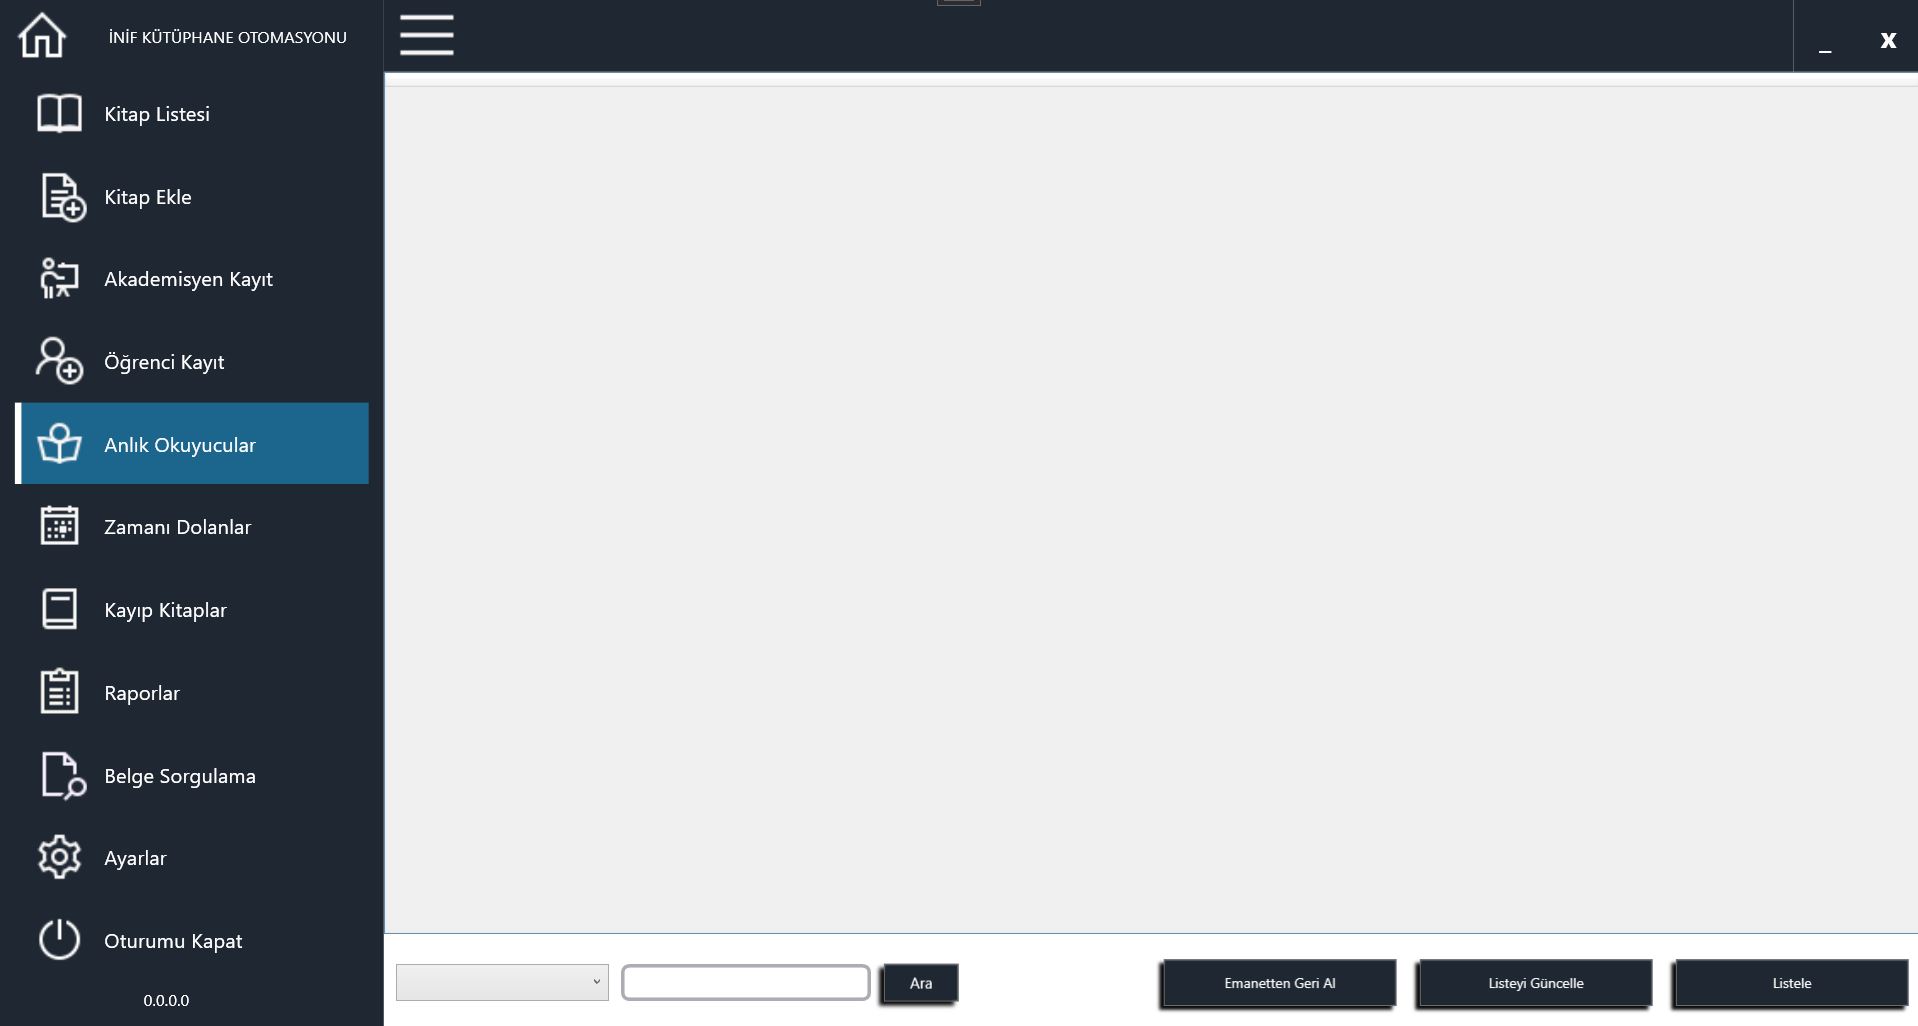 İNİF KÜTÜPHANE OTOMASYONU
_ X
Kitap Listesi
Kitap Ekle
Akademisyen Kayıt
Öğrenci Kayıt
Anlık Okuyucular
Zamanı Dolanlar
Kayıp Kitaplar
Raporlar
Belge Sorgulama
Ayarlar
Oturumu Kapat
0.0.0.0
Ara
Emanetten Geri Al
Listeyi Güncelle
Listele